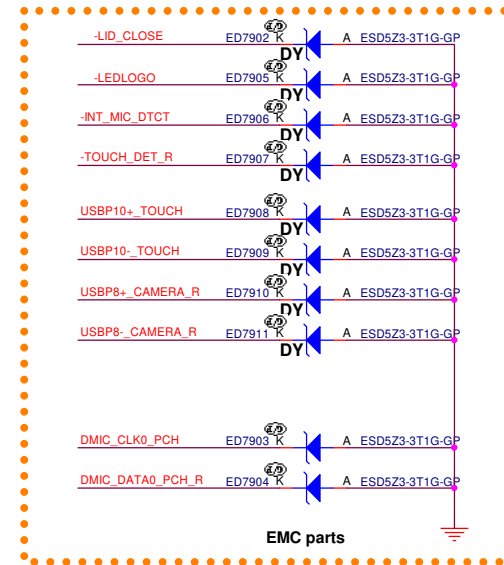 -LID_CLOSE ED7902 K A ESD5Z3-3T1G-GP
DY
-LEDLOGO ED7905 K A ESD5Z3-3T1G-GP
DY
-INT_MIC_DTCT ED7906 K A ESD5Z3-3T1G-GP
DY
-TOUCH_DET_R ED7907 K A ESD5Z3-3T1G-GP
USBP10+_TOUCH ED7908 K A ESD5Z3-3T1G-GP
DY
USBP10-_TOUCH ED7909 K A ESD5Z3-3T1G-GP
DY
USBP8+_CAMERA_R ED7910 K A ESD5Z3-3T1G-GP
DY
USBP8-_CAMERA_R ED7911 K A ESD5Z3-3T1G-GP
DY
DMIC_CLK0_PCH ED7903 K A ESD5Z3-3T1G-GP
DMIC_DATA0_PCH_R ED7904 K A ESD5Z3-3T1G-GP
EMC parts